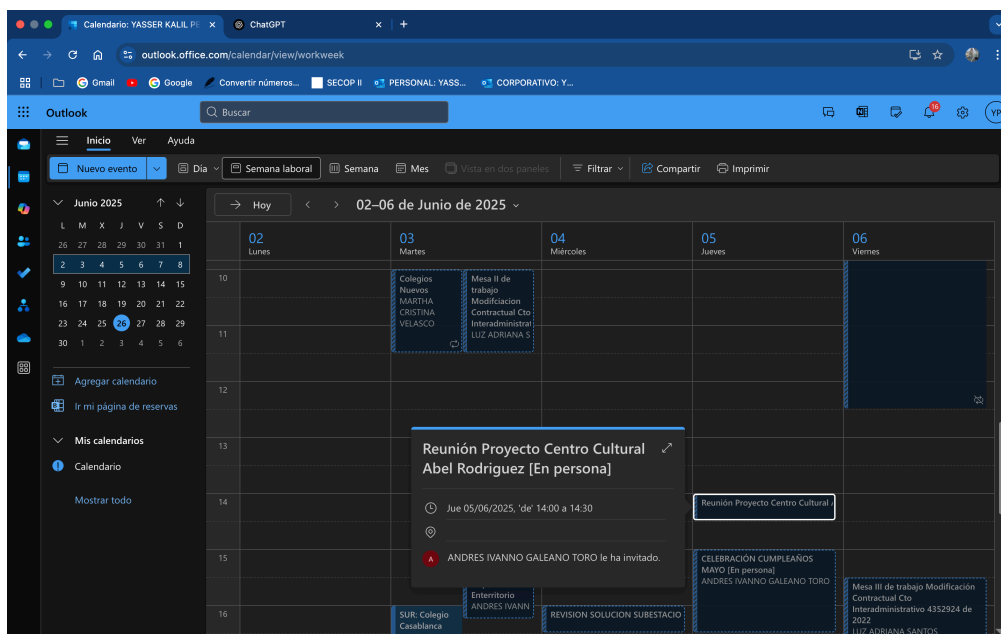 Calendario: YASSER KALIL PE
ChatGPT
outlook.office.com/calendar/view/workweek
Gmail
Google
Convertir números...
SECOP II
PERSONAL: YASS...
CORPORATIVO: Y...
Outlook
Buscar
16
YP
Inicio Ver Ayuda
Nuevo evento
Día
Semana laboral
Semana
Mes
Vista en dos paneles
Filtrar
Compartir
Imprimir
Junio 2025
L M X J V S D
26 27 28 29 30 31 1
2 3 4 5 6 7 8
9 10 11 12 13 14 15
16 17 18 19 20 21 22
23 24 25 26 27 28 29
30 1 2 3 4 5 6
Agregar calendario
Ir mi página de reservas
Mis calendarios
Calendario
Mostrar todo
Hoy
02–06 de Junio de 2025
02
Lunes
03
Martes
04
Miércoles
05
Jueves
06
Viernes
10
Colegios
Nuevos
MARTHA
CRISTINA
VELASCO
Mesa II de
trabajo
Modifciacion
Contractual Cto
Interadministrat
LUZ ADRIANA S
11
12
13
Reunión Proyecto Centro Cultural
Abel Rodriguez [En persona]
Jue 05/06/2025, 'de' 14:00 a 14:30
A
ANDRES IVANNO GALEANO TORO le ha invitado.
14
Reunión Proyecto Centro Cultural
15
CELEBRACIÓN CUMPLEAÑOS
MAYO [En persona]
ANDRES IVANNO GALEANO TORO
Mesa III de trabajo Modificación
Contractual Cto
Interadministrativo 4352924 de
2022
LUZ ADRIANA SANTOS
Enterritorio
ANDRES IVANN
16
SUR: Colegio
Casablanca
REVISION SOLUCION SUBESTACIO